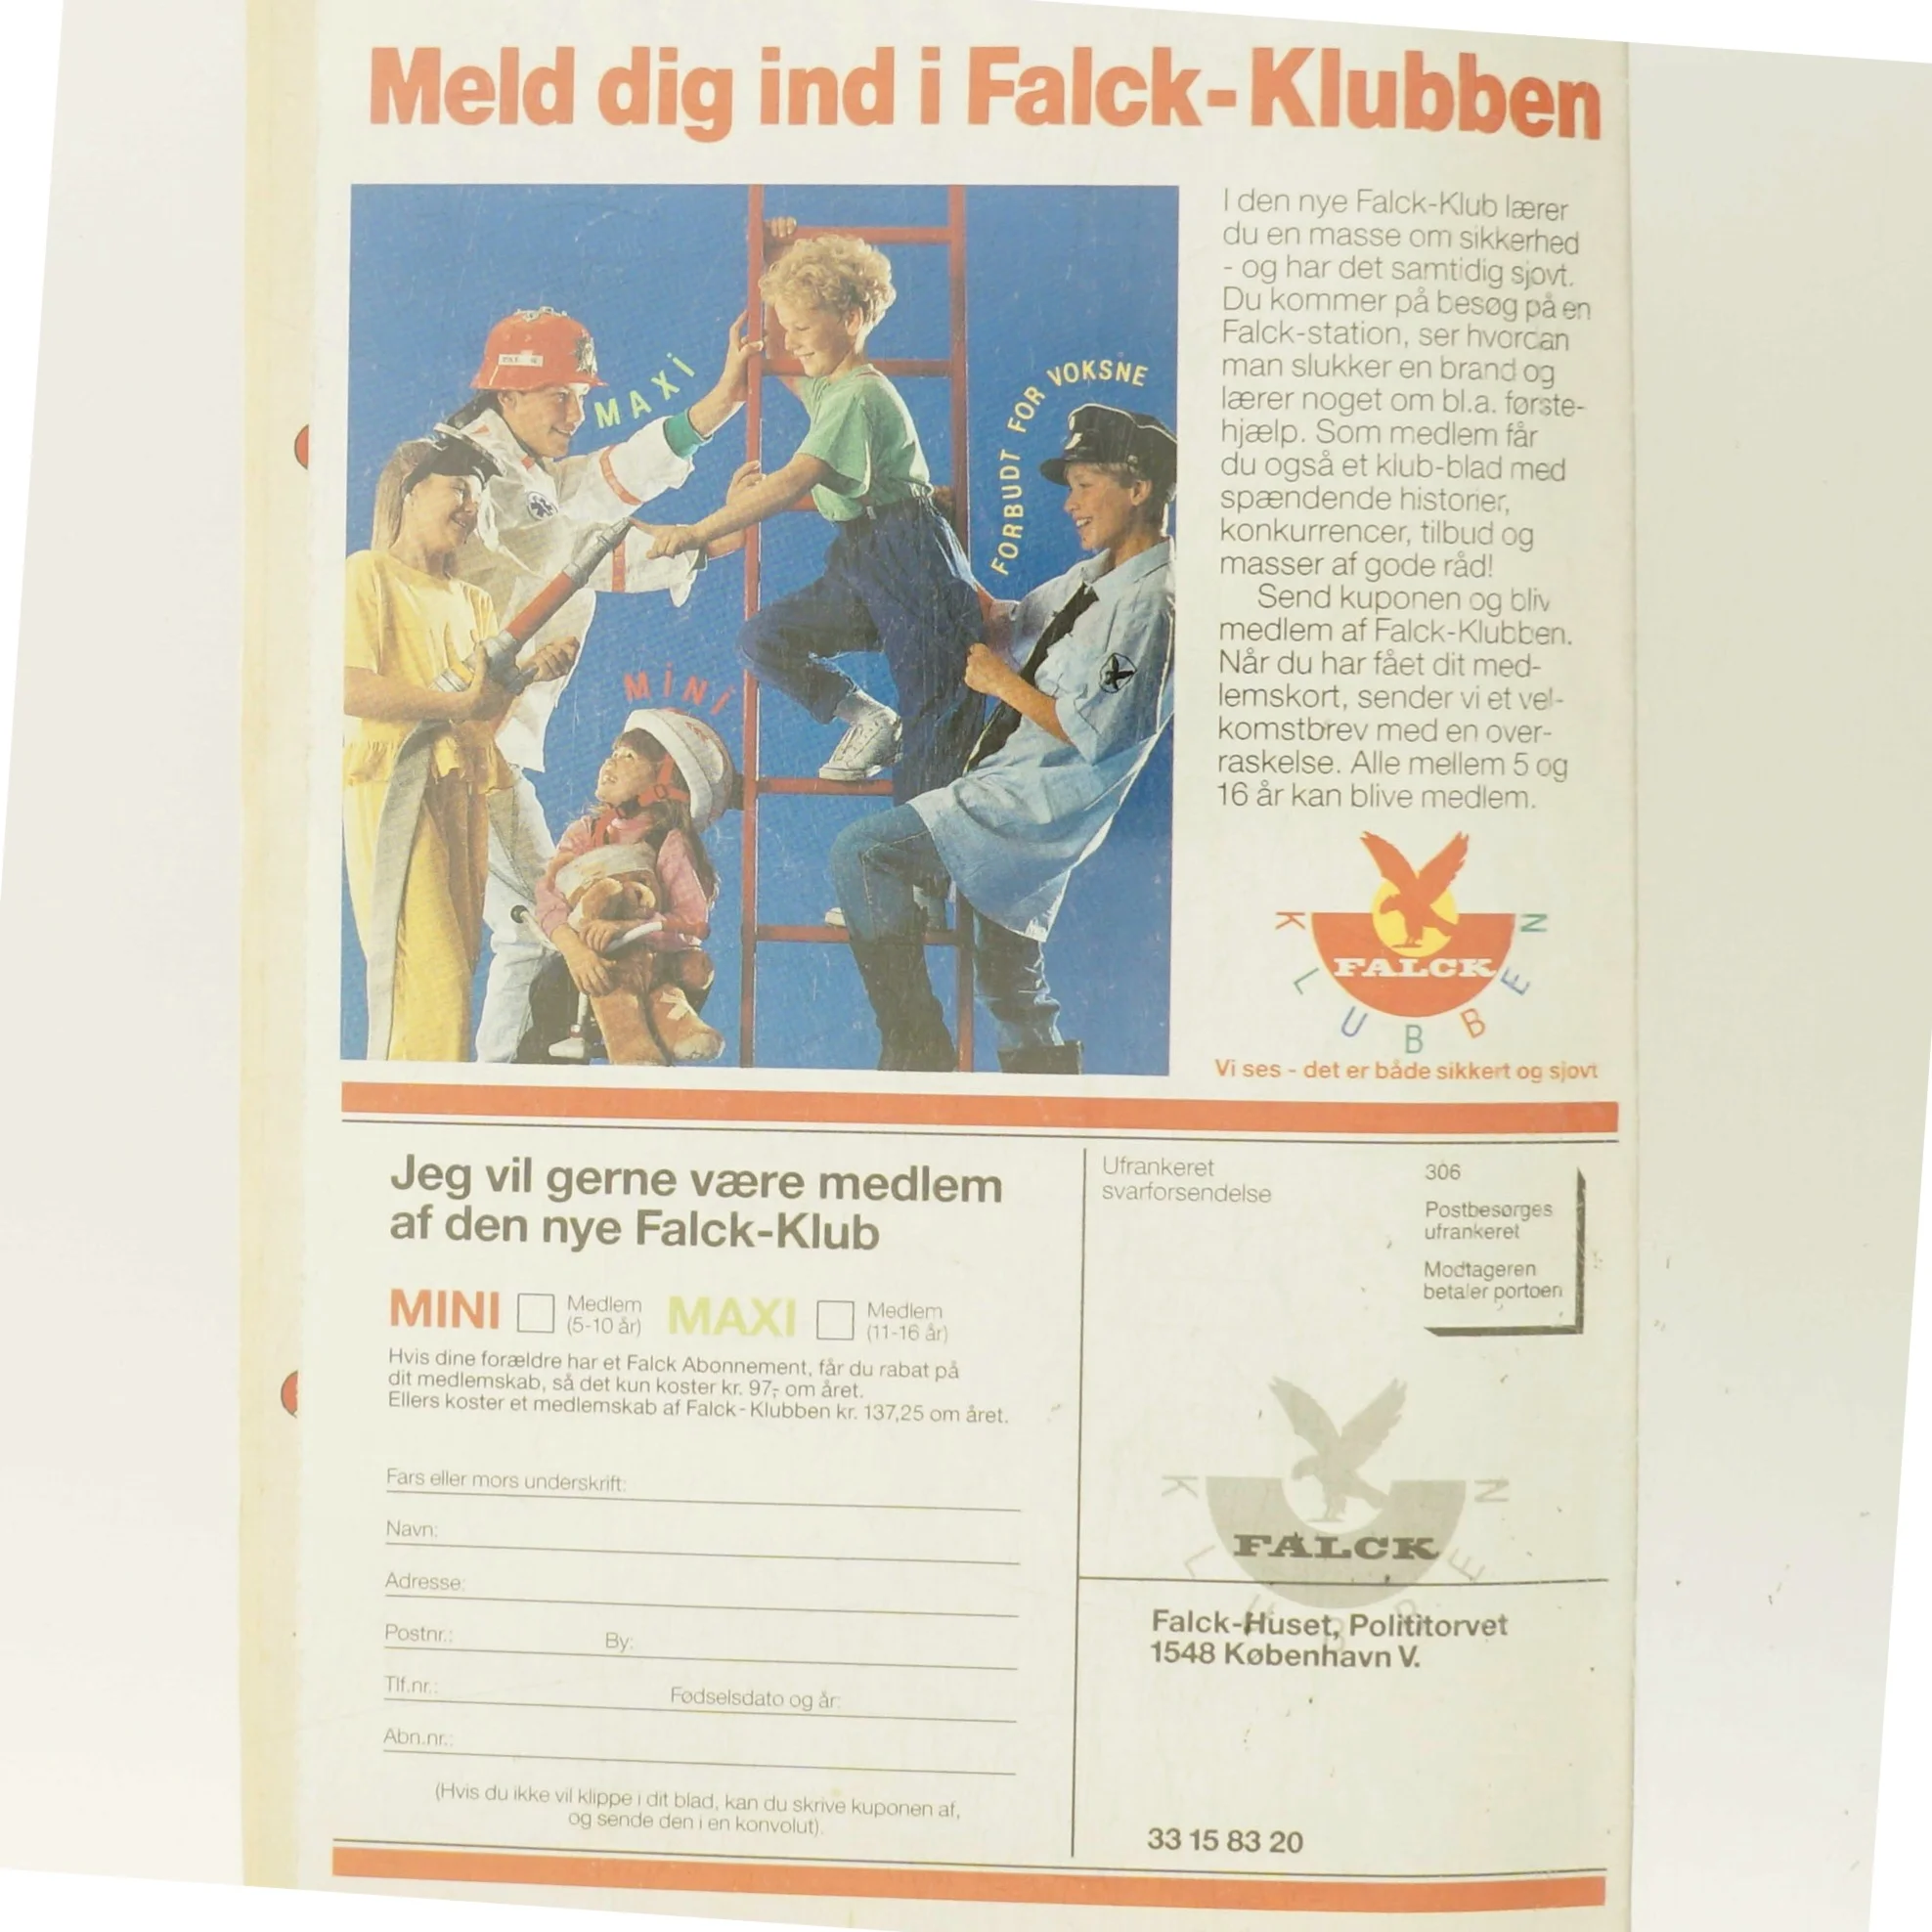 Meld dig ind i Falck-Klubben
MAXI
FORBUDT FOR VOKSNE
MINI
I den nye Falck-Klub lærer
du en masse om sikkerhed
- og har det samtidig sjovt.
Du kommer på besøg på en
Falck-station, ser hvordan
man slukker en brand og
lærer noget om bl.a. første-
hjælp. Som medlem får
du også et klub-blad med
spændende historier,
konkurrencer, tilbud og
masser af gode råd!
Send kuponen og bliv
medlem af Falck-Klubben.
Når du har fået dit med-
lemskort, sender vi et vel-
komstbrev med en over-
raskelse. Alle mellem 5 og
16 år kan blive medlem.
FALCK
KLUBBEN
Vi ses - det er både sikkert og sjovt
Jeg vil gerne være medlem
af den nye Falck-Klub
MINI Medlem (5-10 år) MAXI Medlem (11-16 år)
Hvis dine forældre har et Falck Abonnement, får du rabat på
dit medlemskab, så det kun koster kr. 97,- om året.
Ellers koster et medlemskab af Falck-Klubben kr. 137,25 om året.
Fars eller mors underskrift:
Navn:
Adresse:
Postnr.: By:
Tlf.nr.: Fødselsdato og år:
Abn.nr.:
(Hvis du ikke vil klippe i dit blad, kan du skrive kuponen af,
og sende den i en konvolut).
Ufrankeret
svarforsendelse
306
Postbesørges
ufrankeret
Modtageren
betaler portoen
FALCK
KLUBBEN
Falck-Huset, Polititorvet
1548 København V.
33 15 83 20